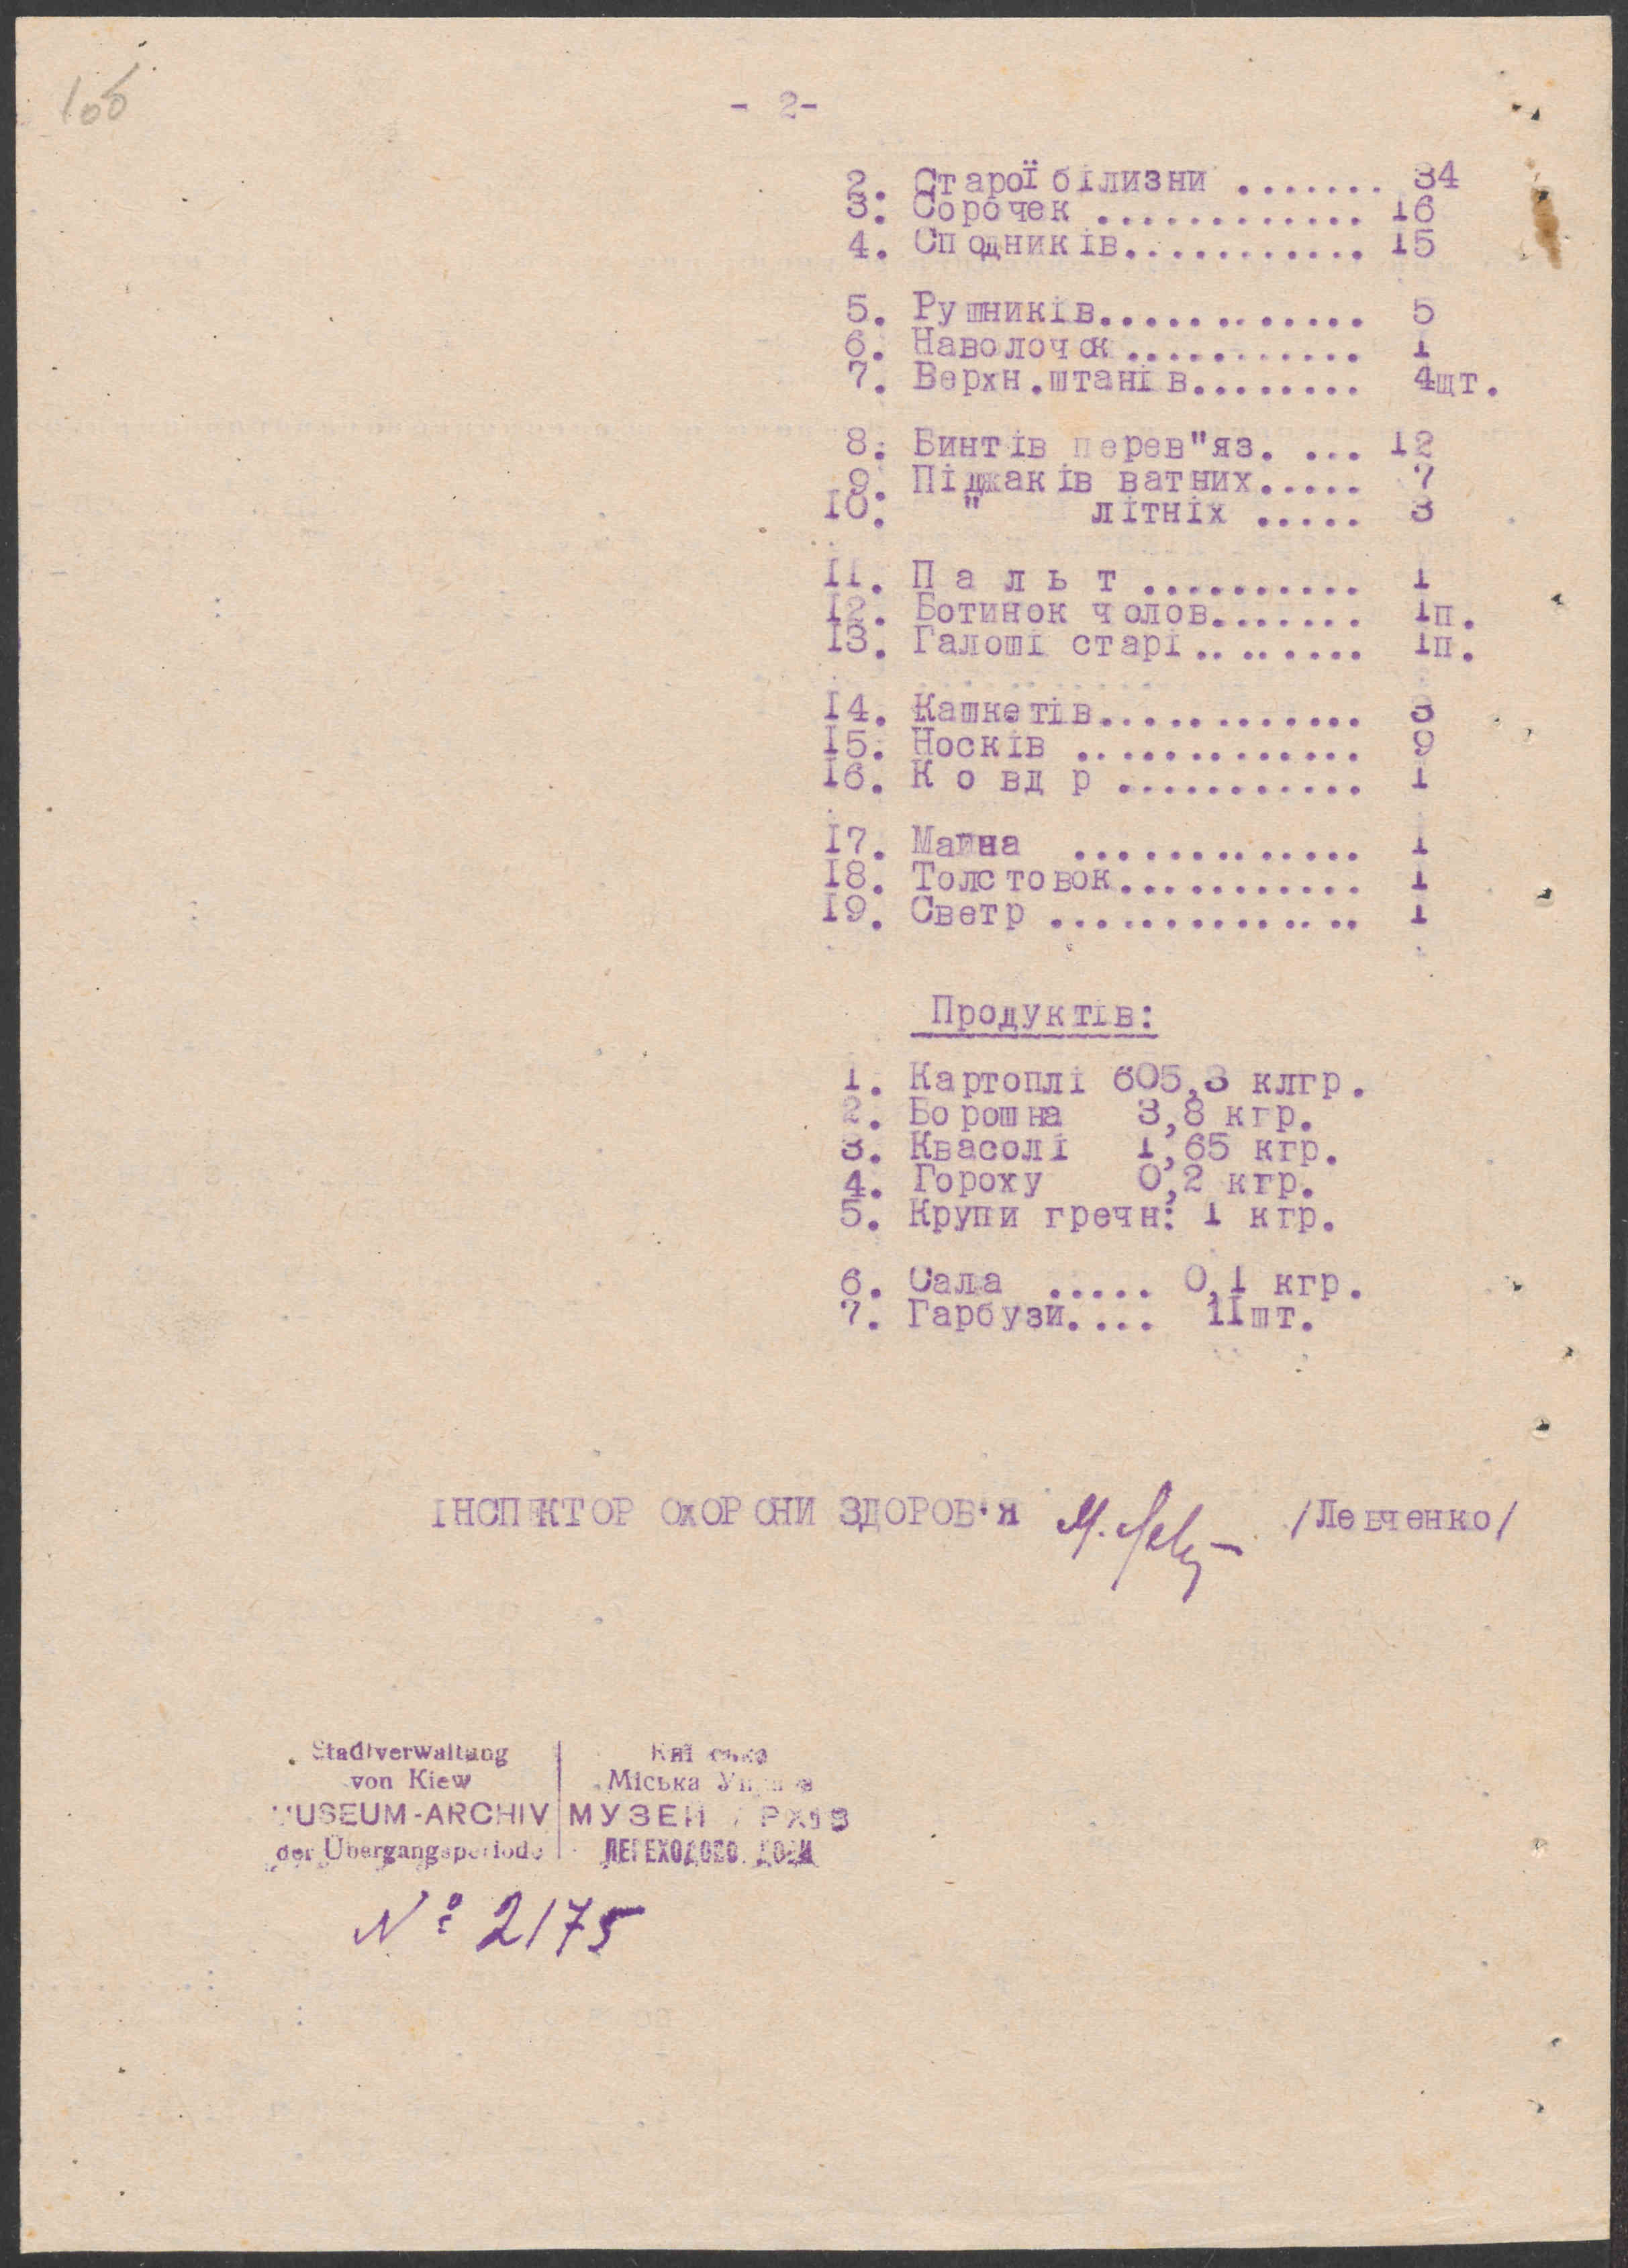 10б
- 2-
2. Старої білизни ....... 34
3. Сорочек ............ 16
4. Сподників........... 15
5. Рушників............ 5
6. Наволочок ........... 1
7. Верхн.штанів........ 4шт.
8. Бинтів перев"яз. ... 12
9. Піджаків ватних..... 7
10. " літніх ..... 3
11. П а л ь т .......... 1
12. Ботинок чолов....... 1п.
13. Галоші старі........ 1п.
14. Кашкетів............ 3
15. Носків ............. 9
16. К о в д р ........... 1
17. Майна ............. 1
18. Толстовок........... 1
19. Светр .............. 1
Продуктів:
1. Картоплі 605,3 клгр.
2. Борошна 3,8 кгр.
3. Квасолі 1,65 кгр.
4. Гороху 0,2 кгр.
5. Крупи гречн: 1 кгр.
6. Сала ..... 0,1 кгр.
7. Гарбузи.... 11шт.
ІНСПЕКТОР ОХОРОНИ ЗДОРОВ'Я /Левченко/
Stadtverwaltung
von Kiew
MUSEUM-ARCHIV
der Übergangsperiode
Київська
Міська Управа
МУЗЕЙ АРХІВ
ПЕРЕХОДОВО. ДОБИ
№ 2175